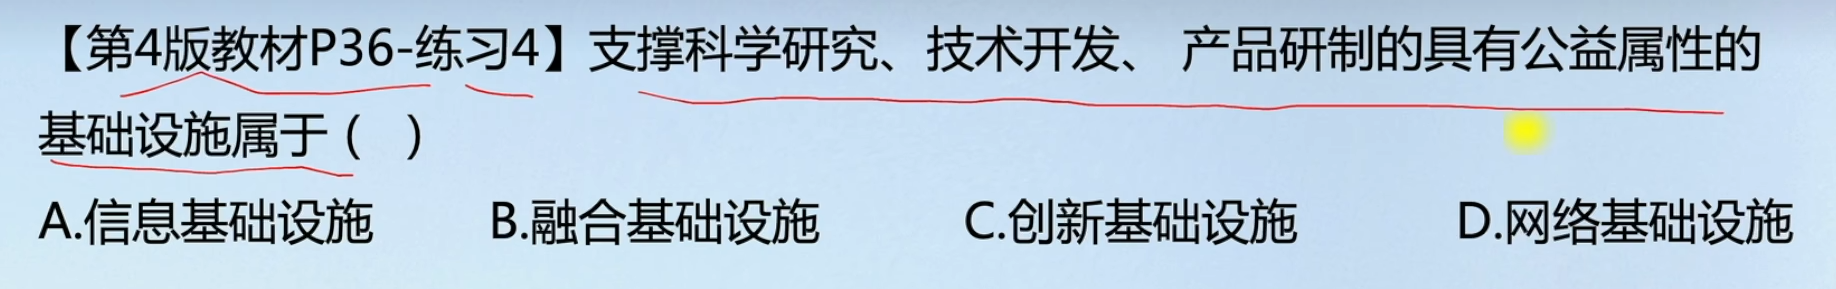 【第4版教材P36-练习4】支撑科学研究、技术开发、 产品研制的具有公益属性的
基础设施属于（ ）
A.信息基础设施 B.融合基础设施 C.创新基础设施 D.网络基础设施